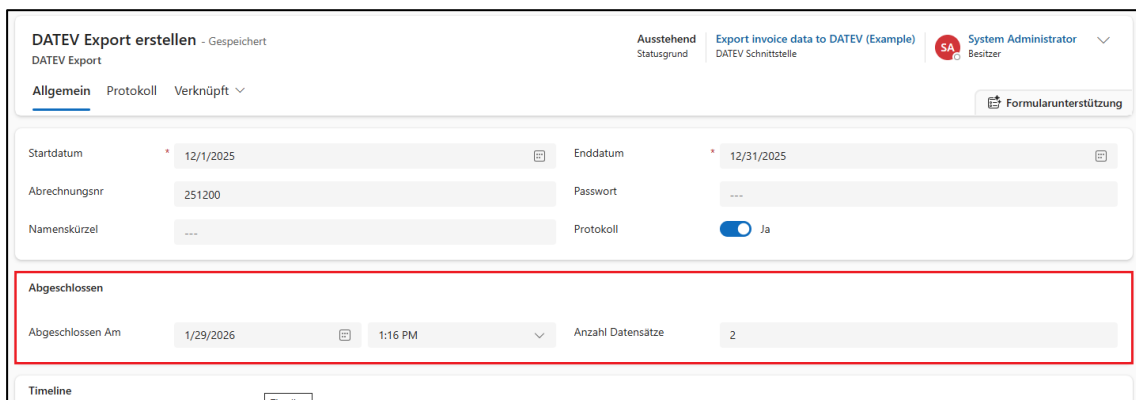 DATEV Export erstellen - Gespeichert
DATEV Export
Ausstehend
Statusgrund
Export invoice data to DATEV (Example)
DATEV Schnittstelle
SA
System Administrator
Besitzer
Allgemein Protokoll Verknüpft
Formularunterstützung
Startdatum * 12/1/2025
Enddatum * 12/31/2025
Abrechnungsnr 251200
Passwort ---
Namenskürzel ---
Protokoll Ja
Abgeschlossen
Abgeschlossen Am 1/29/2026 1:16 PM
Anzahl Datensätze 2
Timeline